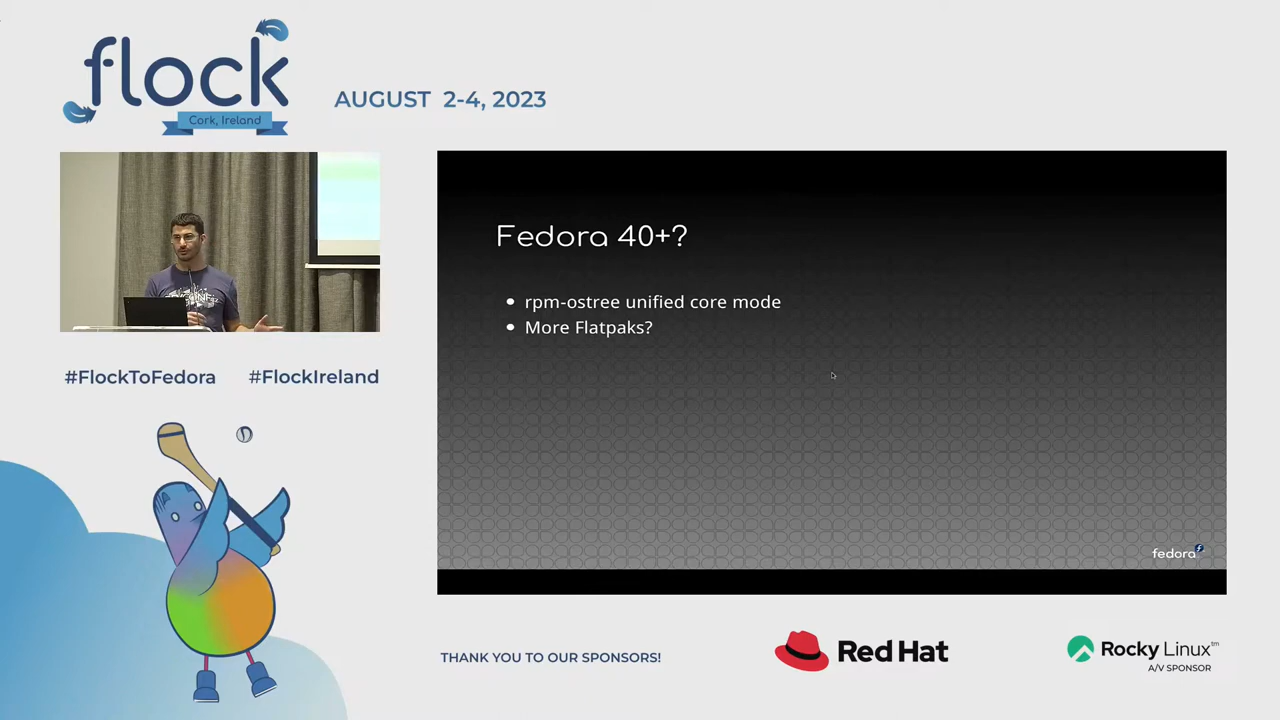 flock
Cork, Ireland
AUGUST 2-4, 2023
Fedora 40+?
• rpm-ostree unified core mode
• More Flatpaks?
fedora
#FlockToFedora #FlockIreland
THANK YOU TO OUR SPONSORS!
Red Hat
Rocky Linux™
A/V SPONSOR